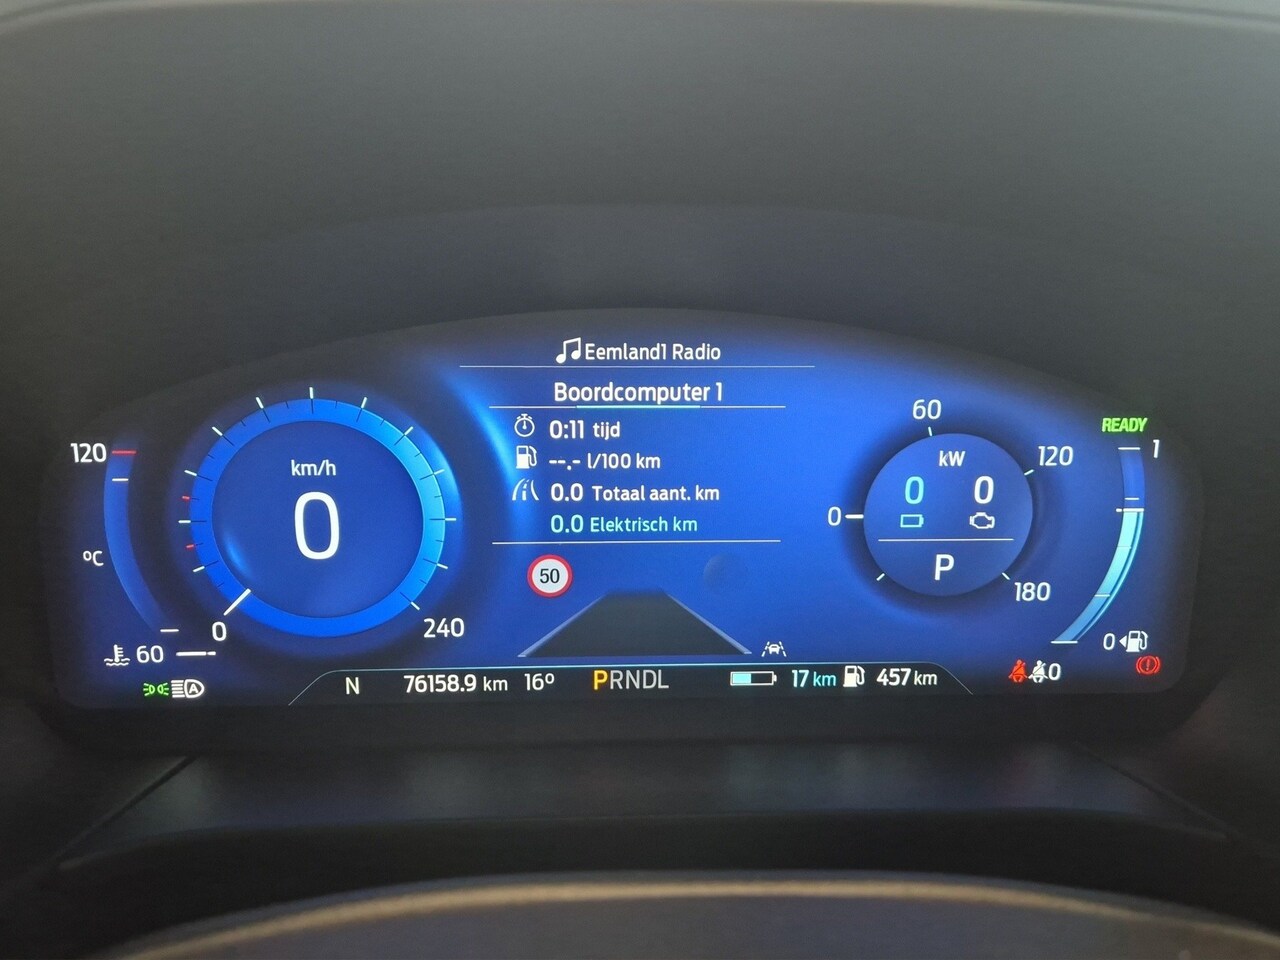 Eemland1 Radio
Boordcomputer 1
0:11 tijd
--.- l/100 km
0.0 Totaal aant. km
0.0 Elektrisch km
50
120
°C
60
km/h
0
0
240
60
120
180
0
kW
0 0
P
READY
1
0
N 76158.9 km 16° PRNDL 17 km 457 km
0
A